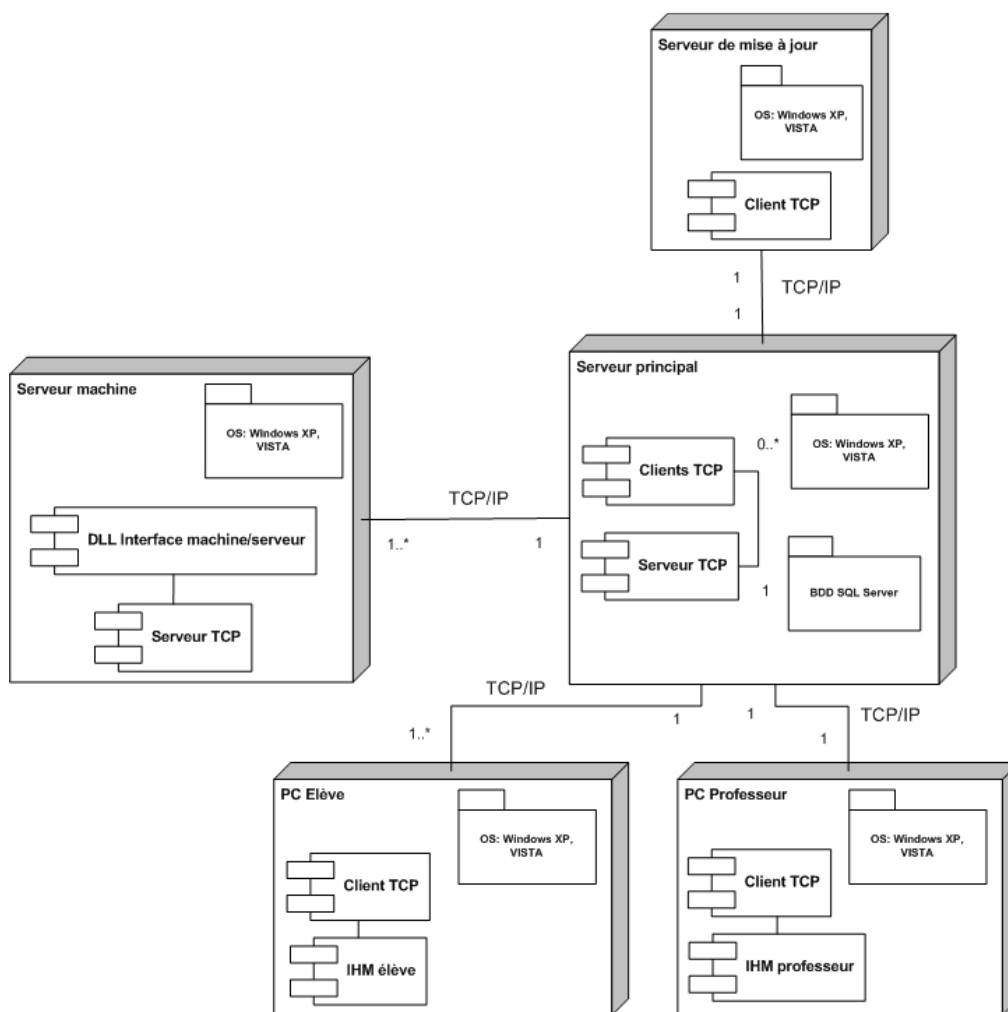 Serveur de mise à jour
OS: Windows XP,
VISTA
Client TCP
1
TCP/IP
1
Serveur machine
OS: Windows XP,
VISTA
DLL Interface machine/serveur
Serveur TCP
TCP/IP
1..*
1
Serveur principal
Clients TCP
0..*
OS: Windows XP,
VISTA
Serveur TCP
1
BDD SQL Server
TCP/IP
1..*
1
1
TCP/IP
1
PC Elève
OS: Windows XP,
VISTA
Client TCP
IHM élève
PC Professeur
OS: Windows XP,
VISTA
Client TCP
IHM professeur